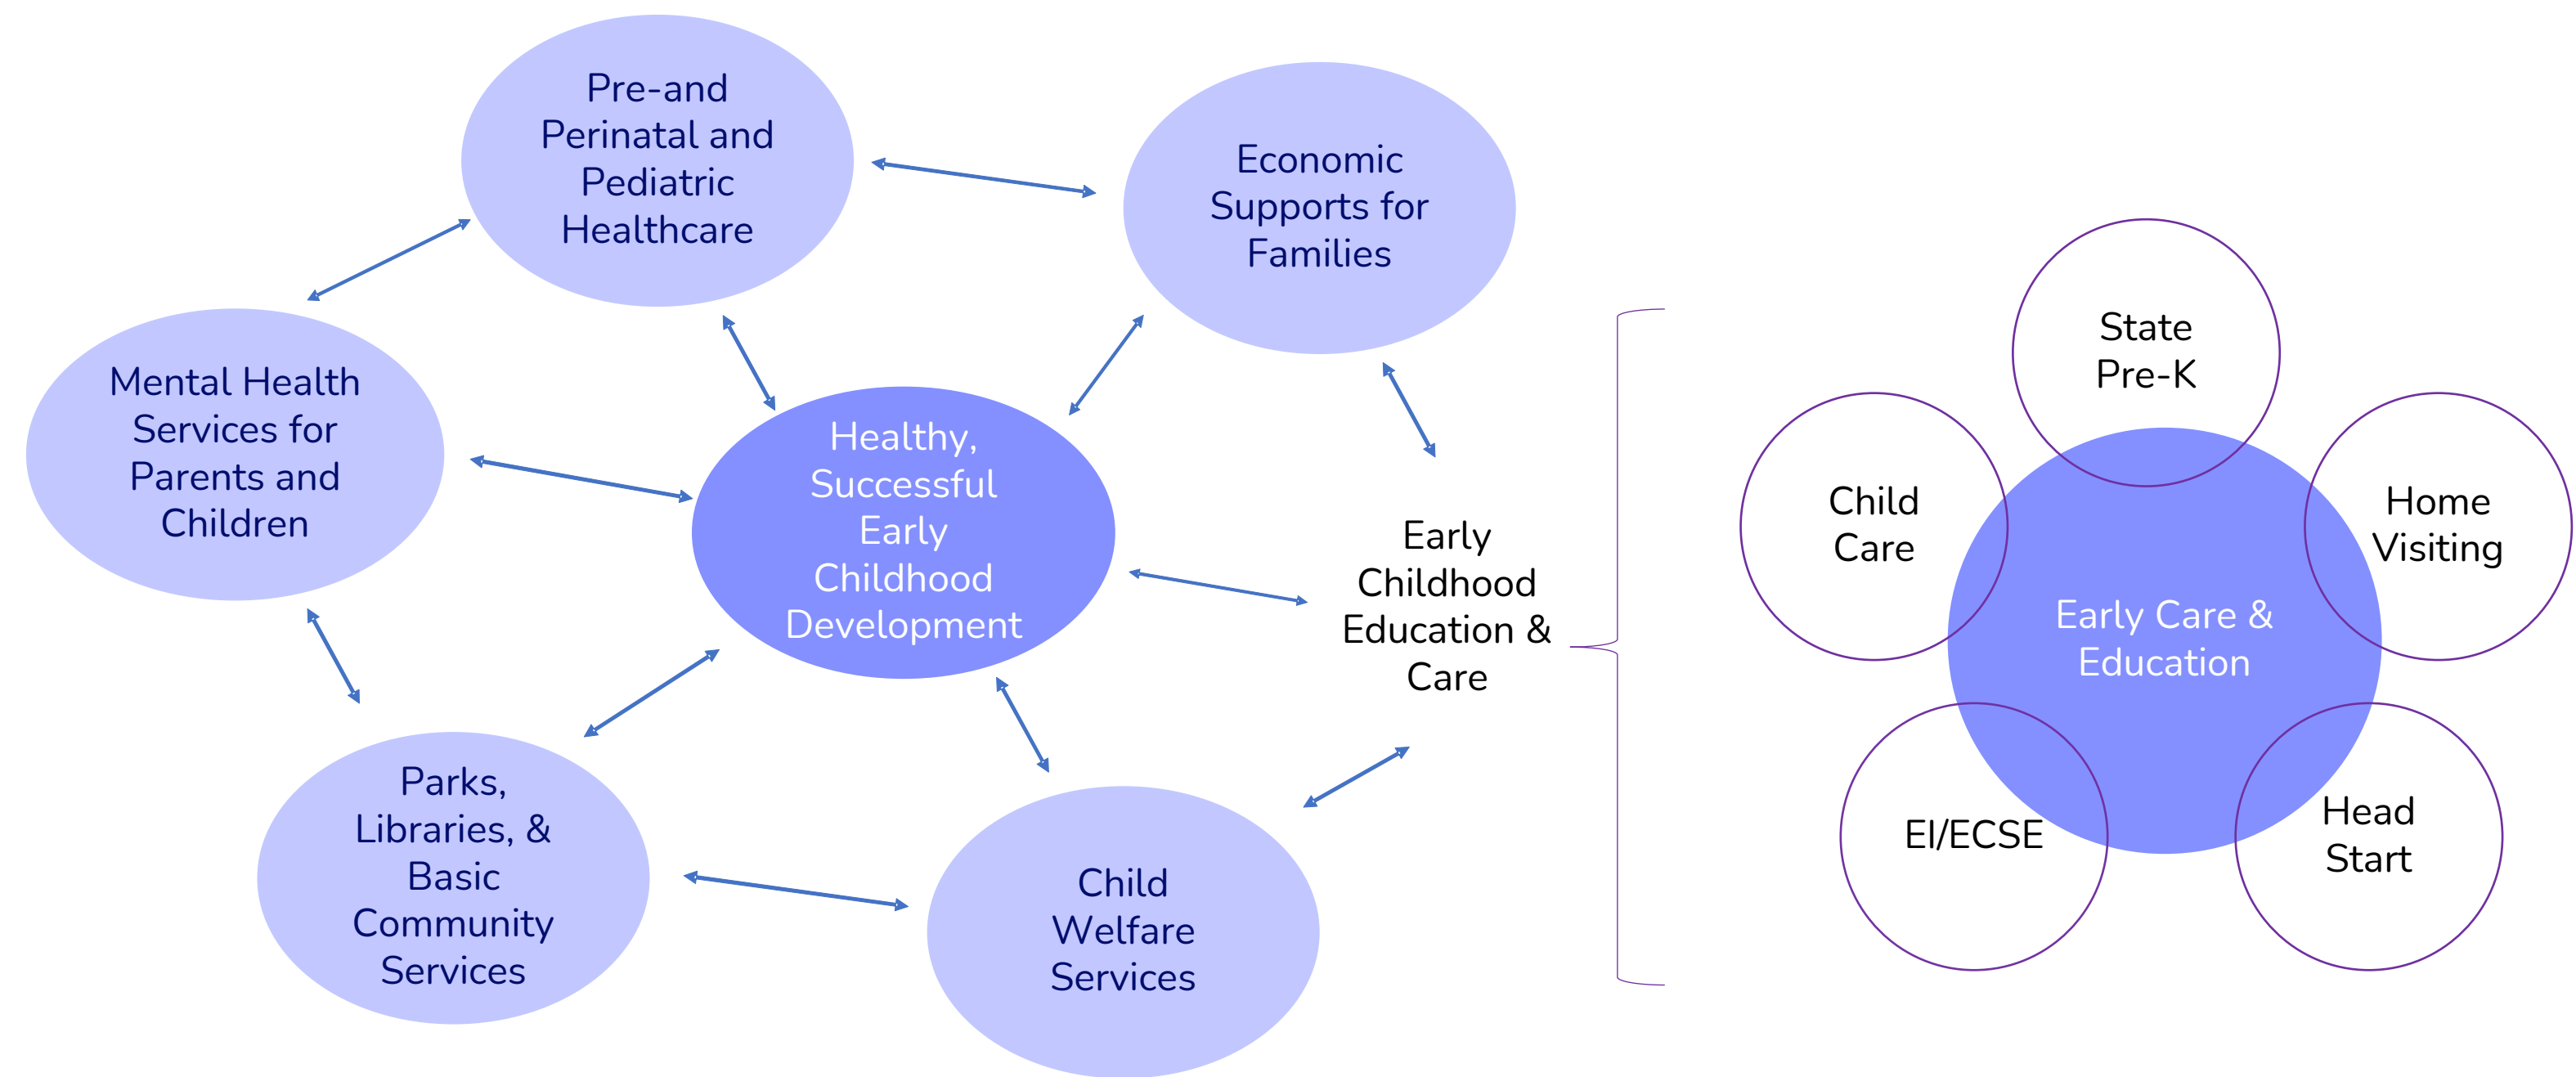 Pre-and
Perinatal and
Pediatric
Healthcare
Economic
Supports for
Families
Mental Health
Services for
Parents and
Children
Healthy,
Successful
Early
Childhood
Development
Early
Childhood
Education &
Care
Parks,
Libraries, &
Basic
Community
Services
Child
Welfare
Services
State
Pre-K
Child
Care
Home
Visiting
Early Care &
Education
EI/ECSE
Head
Start